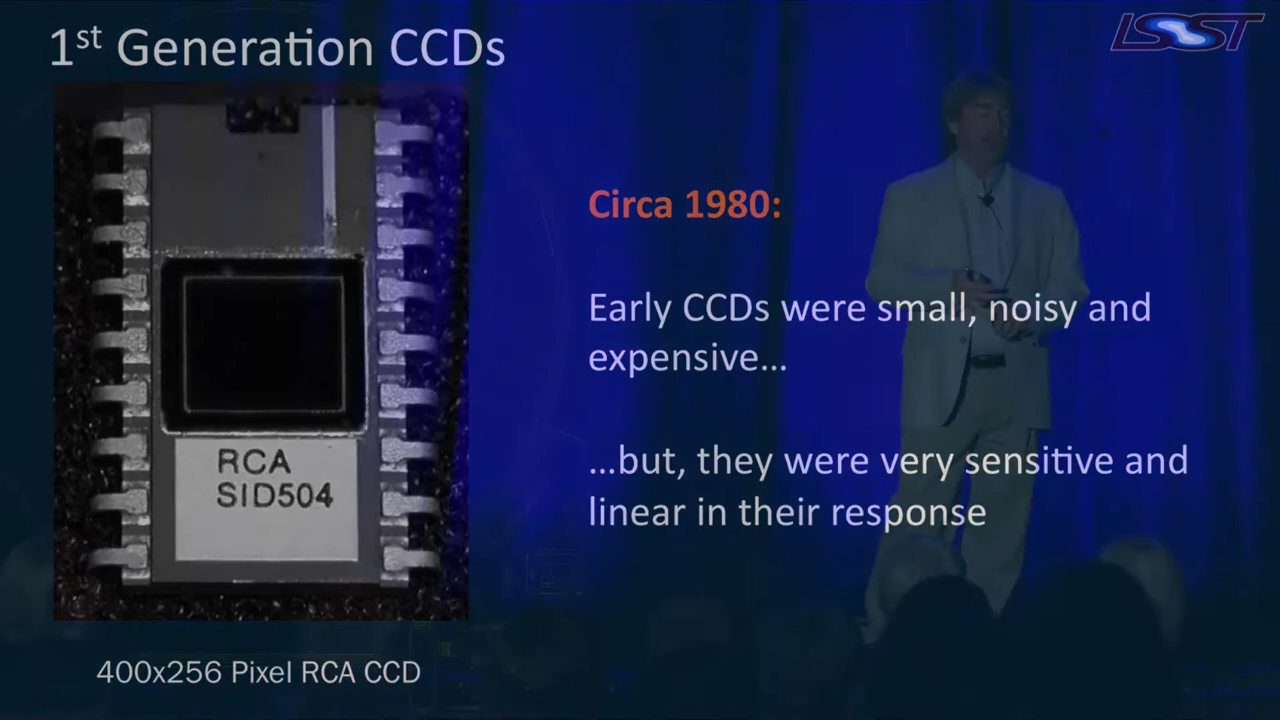 1st Generation CCDs
LSST
Circa 1980:
Early CCDs were small, noisy and
expensive...
...but, they were very sensitive and
linear in their response
RCA
SID504
400x256 Pixel RCA CCD